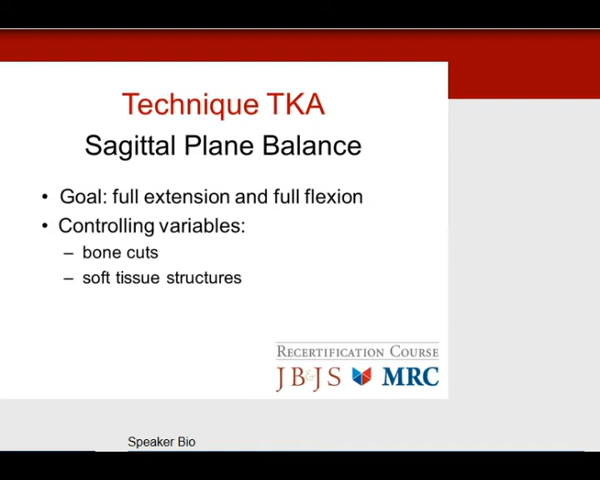 Technique TKA
Sagittal Plane Balance
• Goal: full extension and full flexion
• Controlling variables:
– bone cuts
– soft tissue structures
RECERTIFICATION COURSE
JB&JS MRC
Speaker Bio